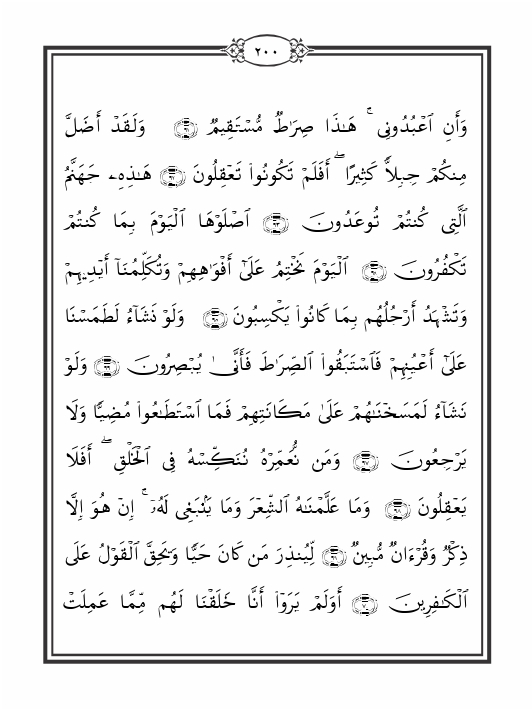 ٢٠٠
وَأَنِ ٱعْبُدُونِى ۚ هَـٰذَا صِرَٰطٌ مُّسْتَقِيمٌ ﴿٦١﴾ وَلَقَدْ أَضَلَّ
مِنكُمْ جِبِلًّا كَثِيرًا ۖ أَفَلَمْ تَكُونُوا۟ تَعْقِلُونَ ﴿٦٢﴾ هَـٰذِهِۦ جَهَنَّمُ
ٱلَّتِى كُنتُمْ تُوعَدُونَ ﴿٦٣﴾ ٱصْلَوْهَا ٱلْيَوْمَ بِمَا كُنتُمْ
تَكْفُرُونَ ﴿٦٤﴾ ٱلْيَوْمَ نَخْتِمُ عَلَىٰٓ أَفْوَٰهِهِمْ وَتُكَلِّمُنَآ أَيْدِيهِمْ
وَتَشْهَدُ أَرْجُلُهُم بِمَا كَانُوا۟ يَكْسِبُونَ ﴿٦٥﴾ وَلَوْ نَشَآءُ لَطَمَسْنَا
عَلَىٰٓ أَعْيُنِهِمْ فَٱسْتَبَقُوا۟ ٱلصِّرَٰطَ فَأَنَّىٰ يُبْصِرُونَ ﴿٦٦﴾ وَلَوْ
نَشَآءُ لَمَسَخْنَـٰهُمْ عَلَىٰ مَكَانَتِهِمْ فَمَا ٱسْتَطَـٰعُوا۟ مُضِيًّا وَلَا
يَرْجِعُونَ ﴿٦٧﴾ وَمَن نُّعَمِّرْهُ نُنَكِّسْهُ فِى ٱلْخَلْقِ ۖ أَفَلَا
يَعْقِلُونَ ﴿٦٨﴾ وَمَا عَلَّمْنَـٰهُ ٱلشِّعْرَ وَمَا يَنۢبَغِى لَهُۥٓ ۚ إِنْ هُوَ إِلَّا
ذِكْرٌ وَقُرْءَانٌ مُّبِينٌ ﴿٦٩﴾ لِّيُنذِرَ مَن كَانَ حَيًّا وَيَحِقَّ ٱلْقَوْلُ عَلَى
ٱلْكَـٰفِرِينَ ﴿٧٠﴾ أَوَلَمْ يَرَوْا۟ أَنَّا خَلَقْنَا لَهُم مِّمَّا عَمِلَتْ